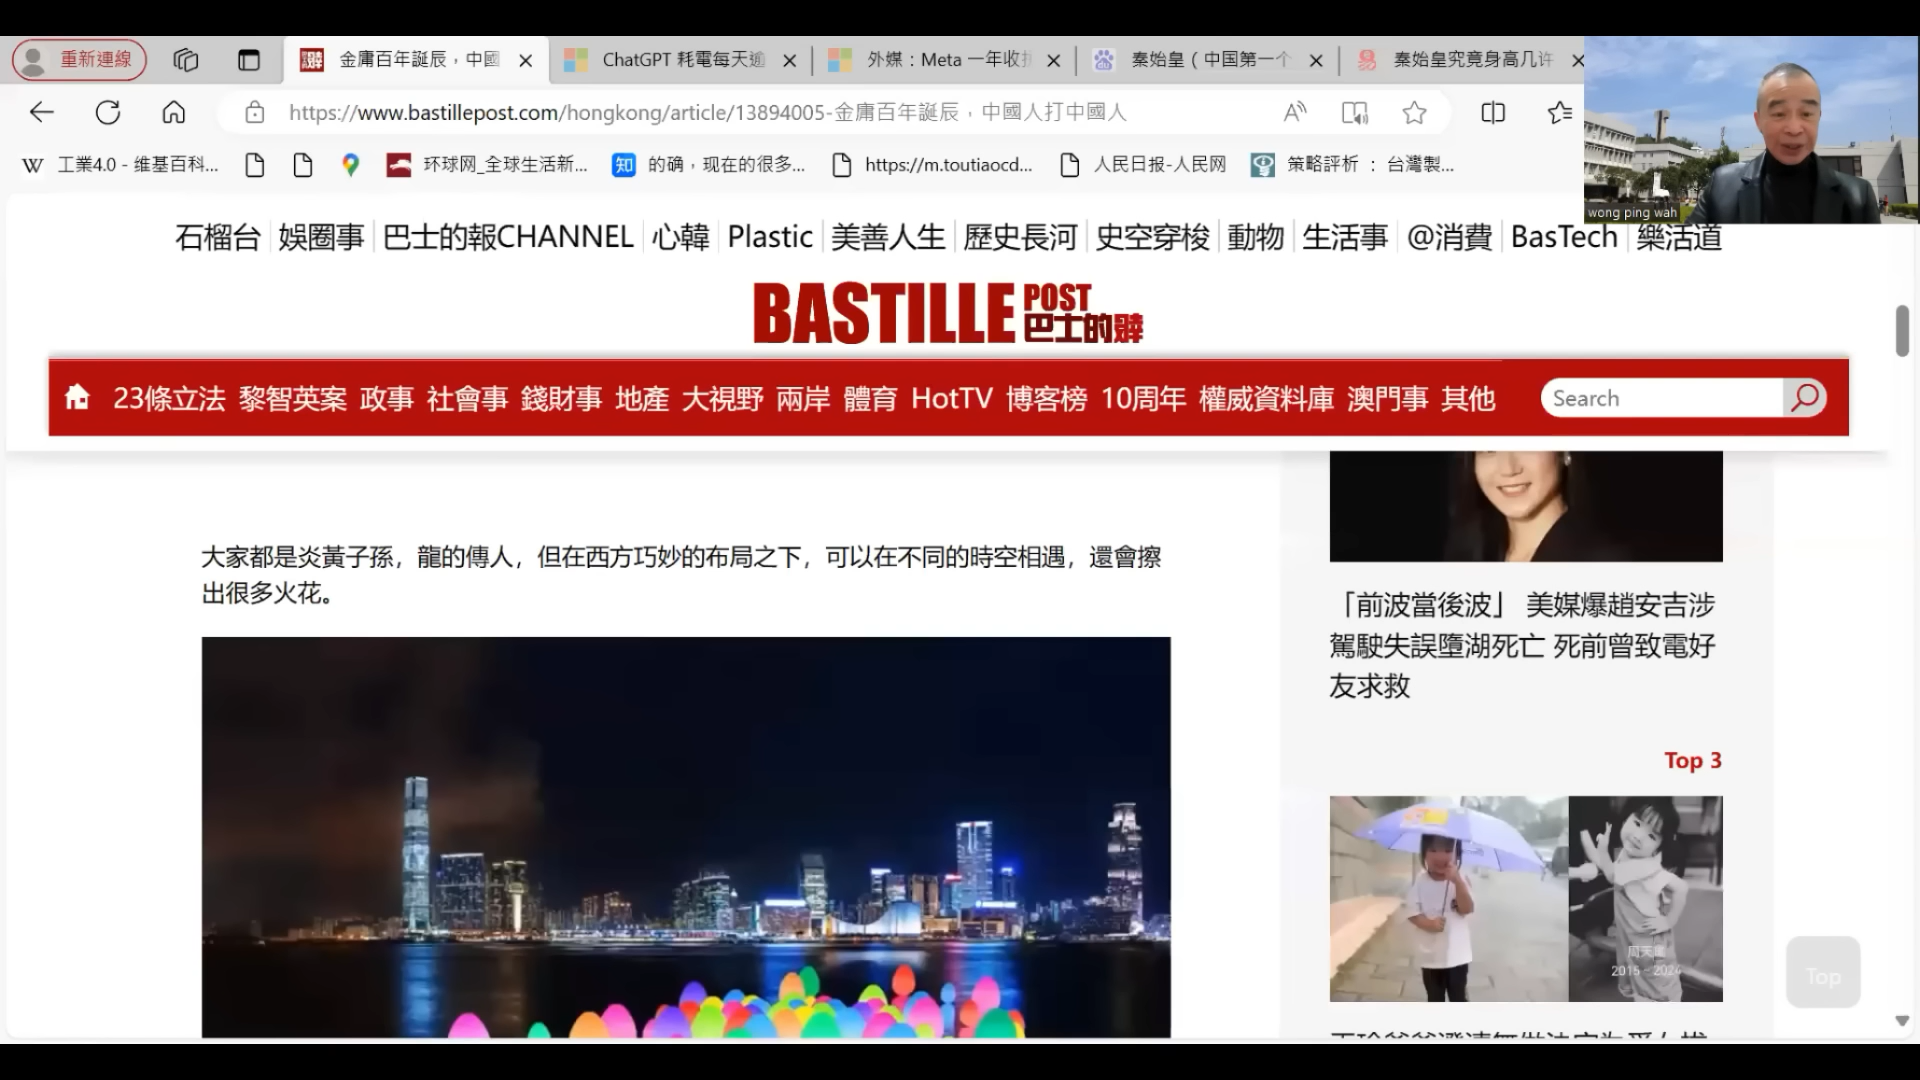 重新連線
金庸百年誕辰，中國
ChatGPT 耗電每天逾
外媒：Meta 一年收
秦始皇（中国第一个
秦始皇究竟身高几许
https://www.bastillepost.com/hongkong/article/13894005-金庸百年誕辰，中國人打中國人
工業4.0 - 维基百科...
环球网_全球生活新...
知
的确，现在的很多...
https://m.toutiaocd...
人民日报-人民网
策略評析 ： 台灣製...
wong ping wah
石榴台 娛圈事 巴士的報CHANNEL 心韓 Plastic 美善人生 歷史長河 史空穿梭 動物 生活事 @消費 BasTech 樂活道
BASTILLE POST 巴士的報
23條立法 黎智英案 政事 社會事 錢財事 地產 大視野 兩岸 體育 HotTV 博客榜 10周年 權威資料庫 澳門事 其他
Search
大家都是炎黃子孫，龍的傳人，但在西方巧妙的布局之下，可以在不同的時空相遇，還會擦
出很多火花。
「前波當後波」 美媒爆趙安吉涉
駕駛失誤墮湖死亡 死前曾致電好
友求救
Top 3
2015 - 2024
Top